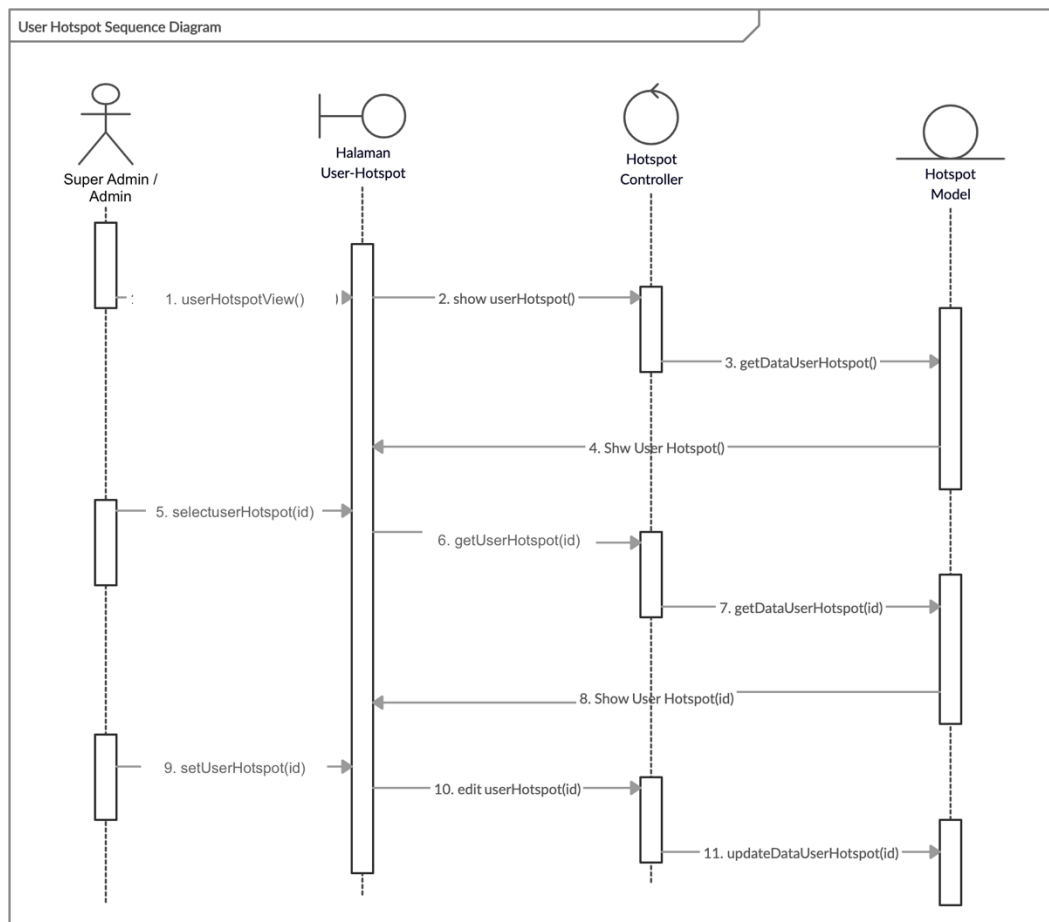 User Hotspot Sequence Diagram
Super Admin /
Admin
Halaman
User-Hotspot
Hotspot
Controller
Hotspot
Model
1. userHotspotView()
2. show userHotspot()
3. getDataUserHotspot()
4. Shw User Hotspot()
5. selectuserHotspot(id)
6. getUserHotspot(id)
7. getDataUserHotspot(id)
8. Show User Hotspot(id)
9. setUserHotspot(id)
10. edit userHotspot(id)
11. updateDataUserHotspot(id)